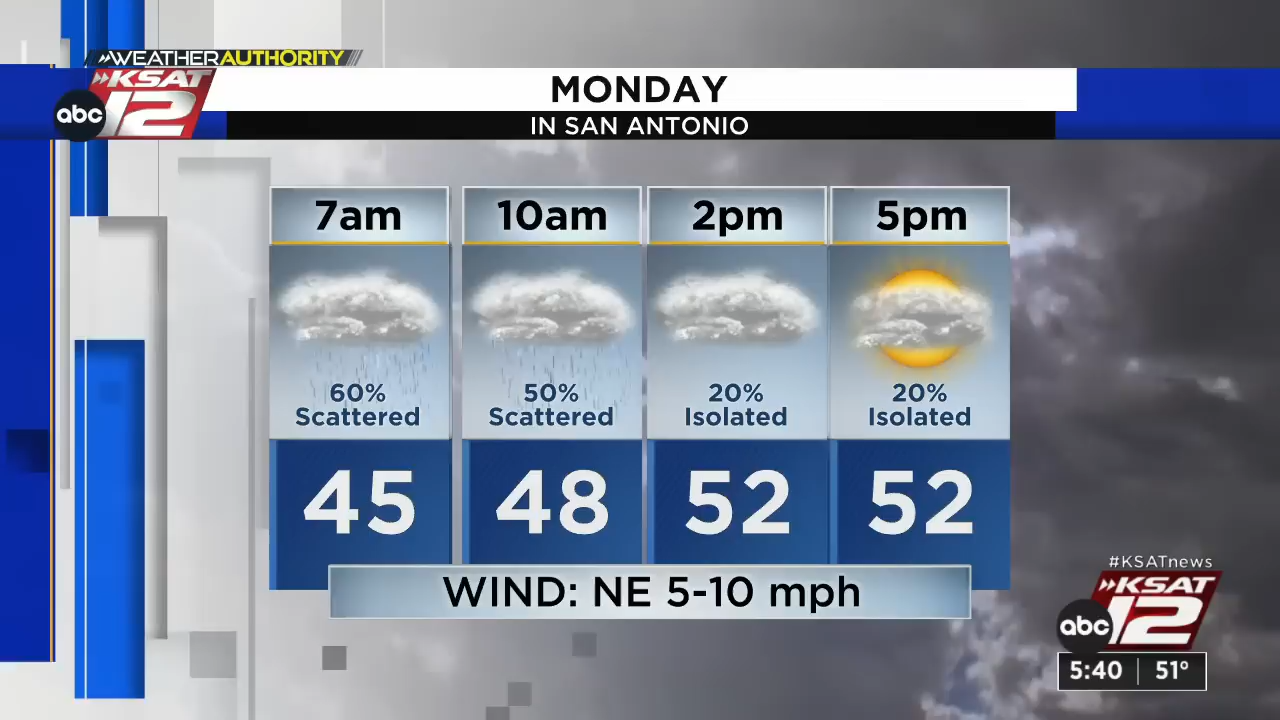 WEATHERAUTHORITY
KSAT
abc 12
MONDAY
IN SAN ANTONIO
7am 10am 2pm 5pm
60% 50% 20% 20%
Scattered Scattered Isolated Isolated
45 48 52 52
WIND: NE 5-10 mph
#KSATnews
KSAT
abc 12
5:40 51°